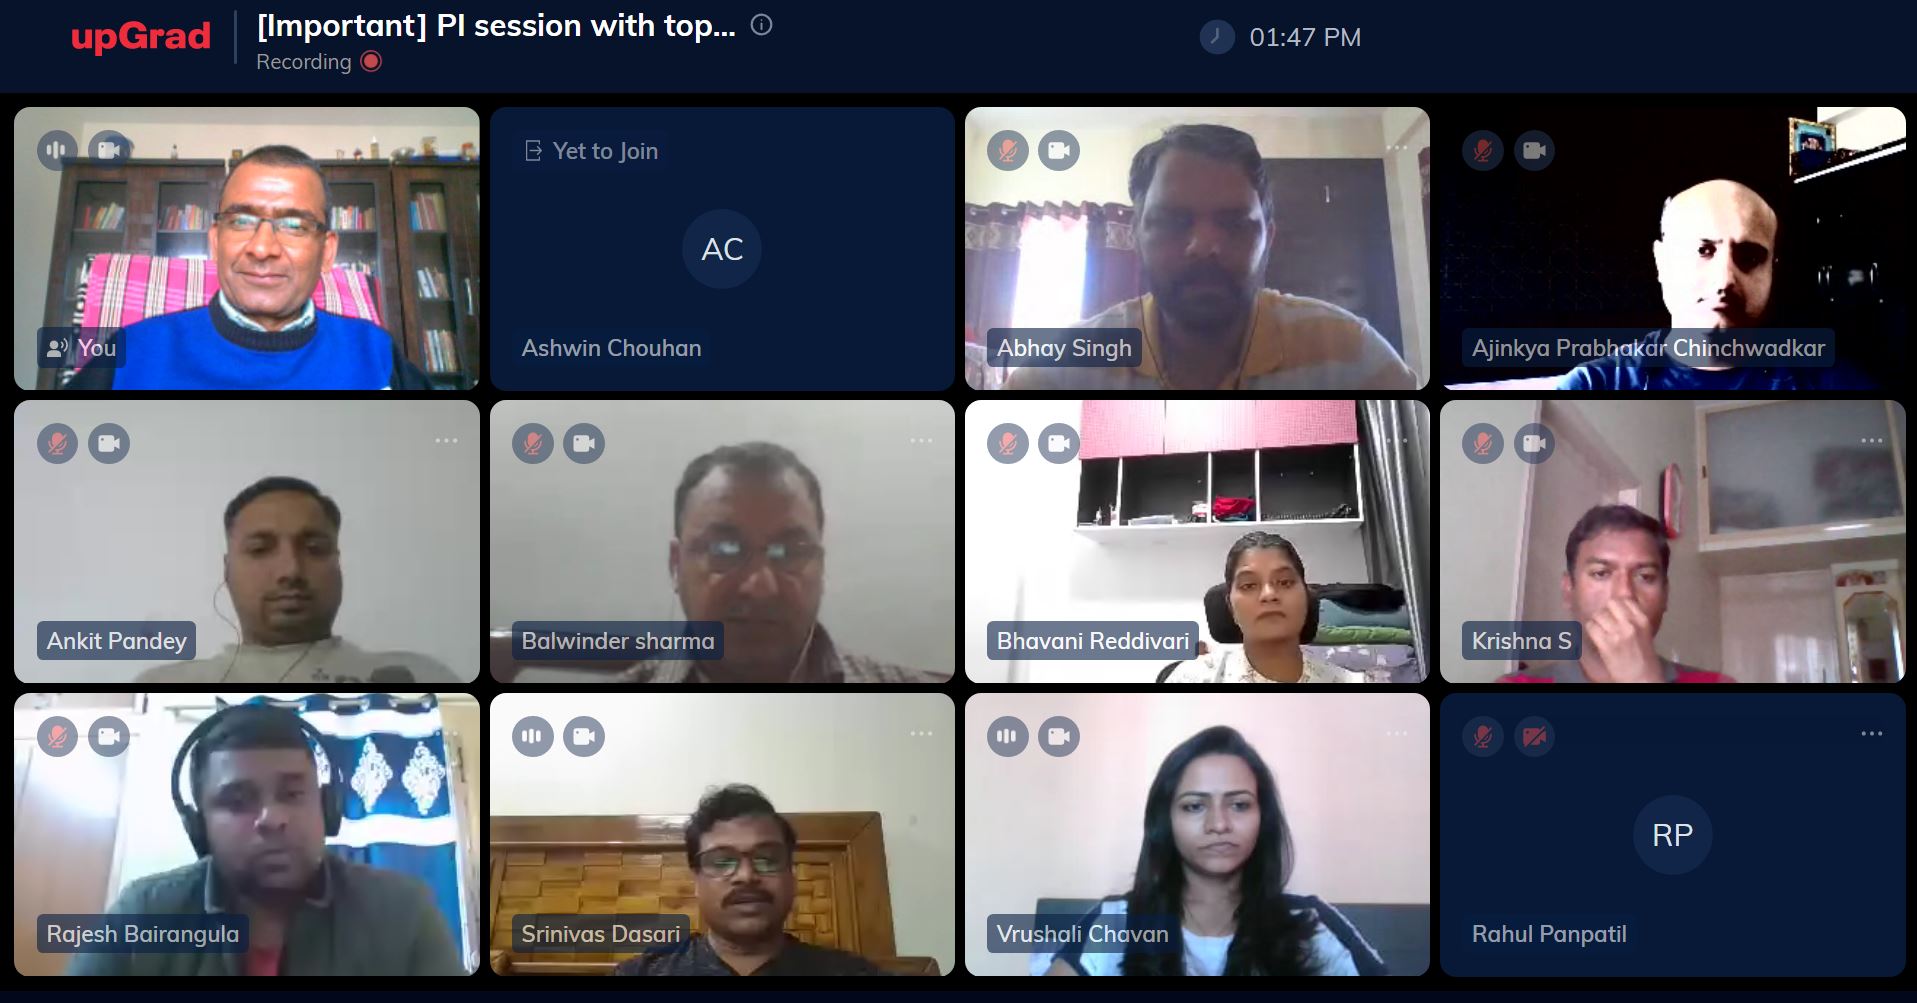 upGrad
[Important] PI session with top...
Recording
01:47 PM
You
Yet to Join
AC
Ashwin Chouhan
Abhay Singh
Ajinkya Prabhakar Chinchwadkar
Ankit Pandey
Balwinder sharma
Bhavani Reddivari
Krishna S
Rajesh Bairangula
Srinivas Dasari
Vrushali Chavan
RP
Rahul Panpatil